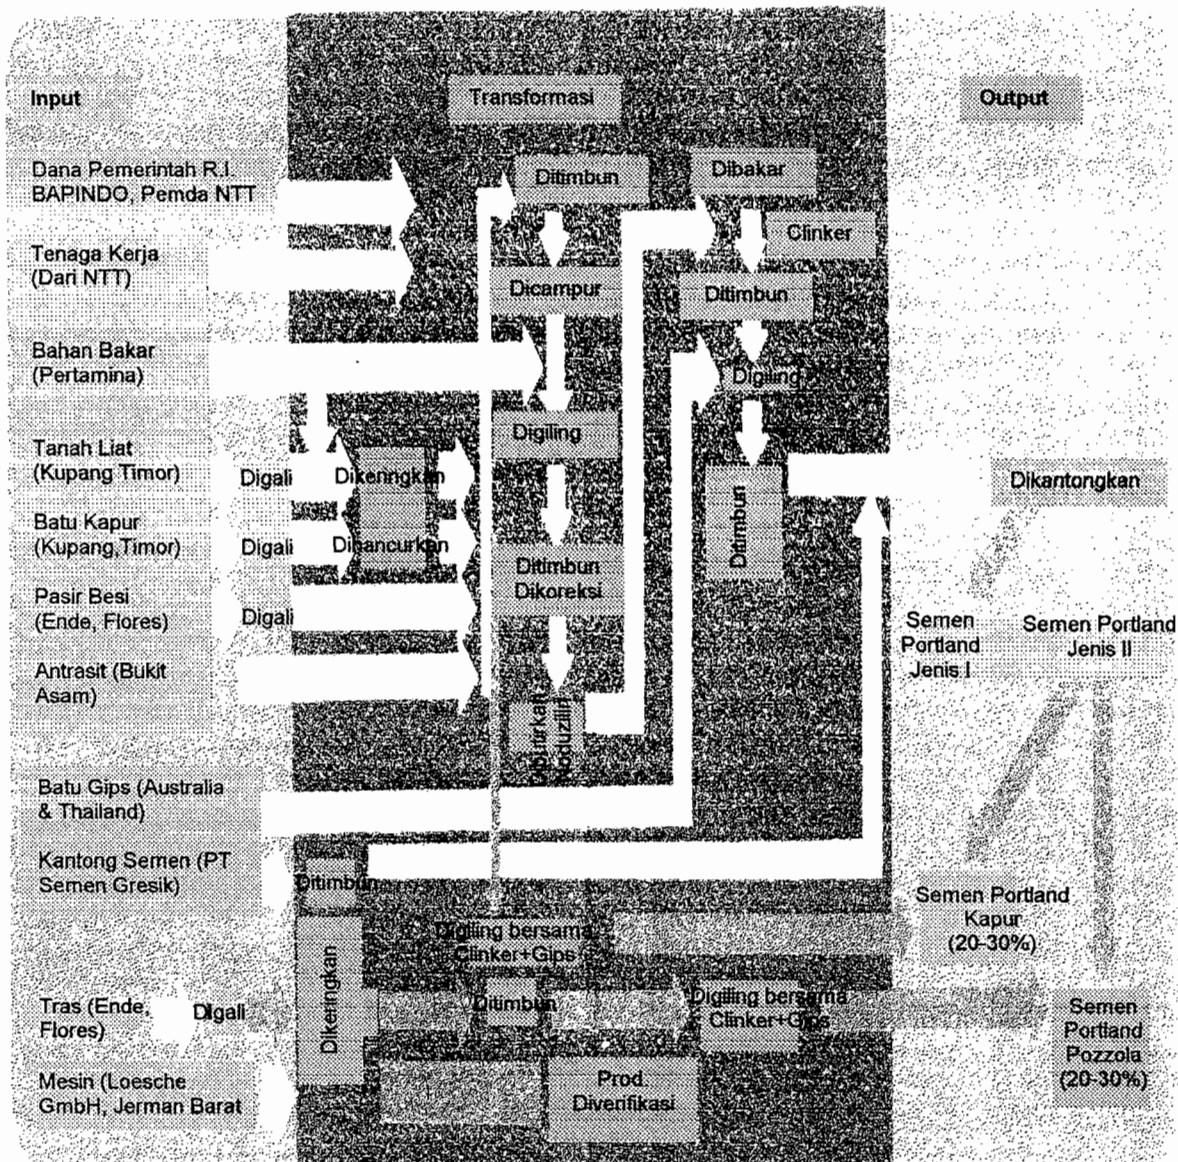 Input
Transformasi
Output
Dana Pemerintah R.I.
BAPINDO, Pemda NTT
Ditimbun
Dibakar
Clinker
Tenaga Kerja
(Dari NTT)
Dicampur
Ditimbun
Bahan Bakar
(Pertamina)
Digiling
Digiling
Tanah Liat
(Kupang Timor)
Digali
Dikeringkan
Dikantongkan
Batu Kapur
(Kupang,Timor)
Digali
Dihancurkan
Ditimbun
Ditimbun
Dikoreksi
Pasir Besi
(Ende, Flores)
Digali
Semen
Portland
Jenis I
Semen Portland
Jenis II
Antrasit (Bukit
Asam)
Dibutirkan
Noduzilin
Batu Gips (Australia
& Thailand)
Kantong Semen (PT
Semen Gresik)
Ditimbun
Semen Portland
Kapur
(20-30%)
Digiling bersama
Clinker+Gips
Dikeringkan
Tras (Ende,
Flores)
Digali
Ditimbun
Digiling bersama
Clinker+Gips
Semen
Portland
Pozzola
(20-30%)
Mesin (Loesche
GmbH, Jerman Barat
Prod.
Diverifikasi